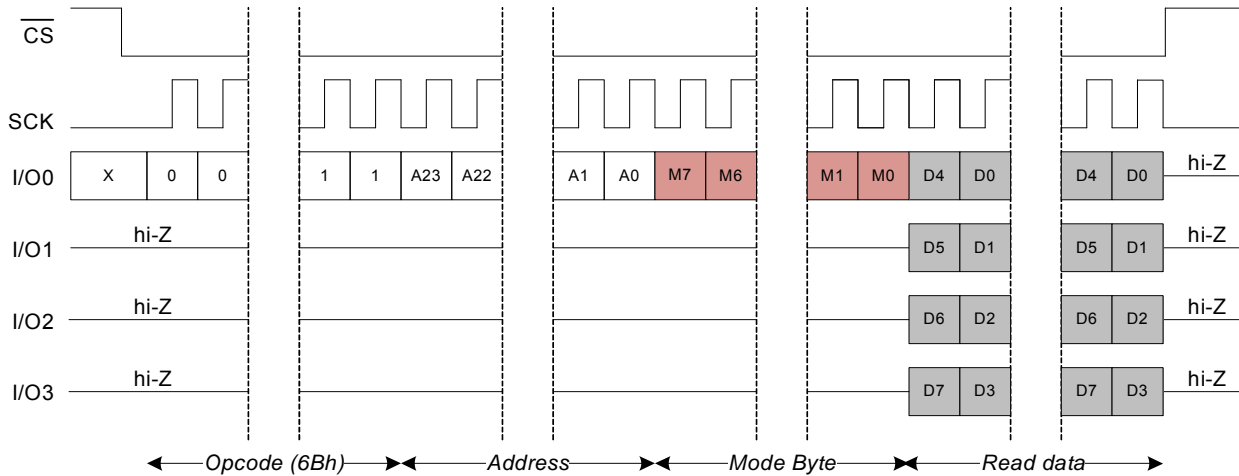 CS
SCK
I/O0 X 0 0 1 1 A23 A22 A1 A0 M7 M6 M1 M0 D4 D0 D4 D0 hi-Z
I/O1 hi-Z D5 D1 D5 D1 hi-Z
I/O2 hi-Z D6 D2 D6 D2 hi-Z
I/O3 hi-Z D7 D3 D7 D3 hi-Z
Opcode (6Bh) Address Mode Byte Read data